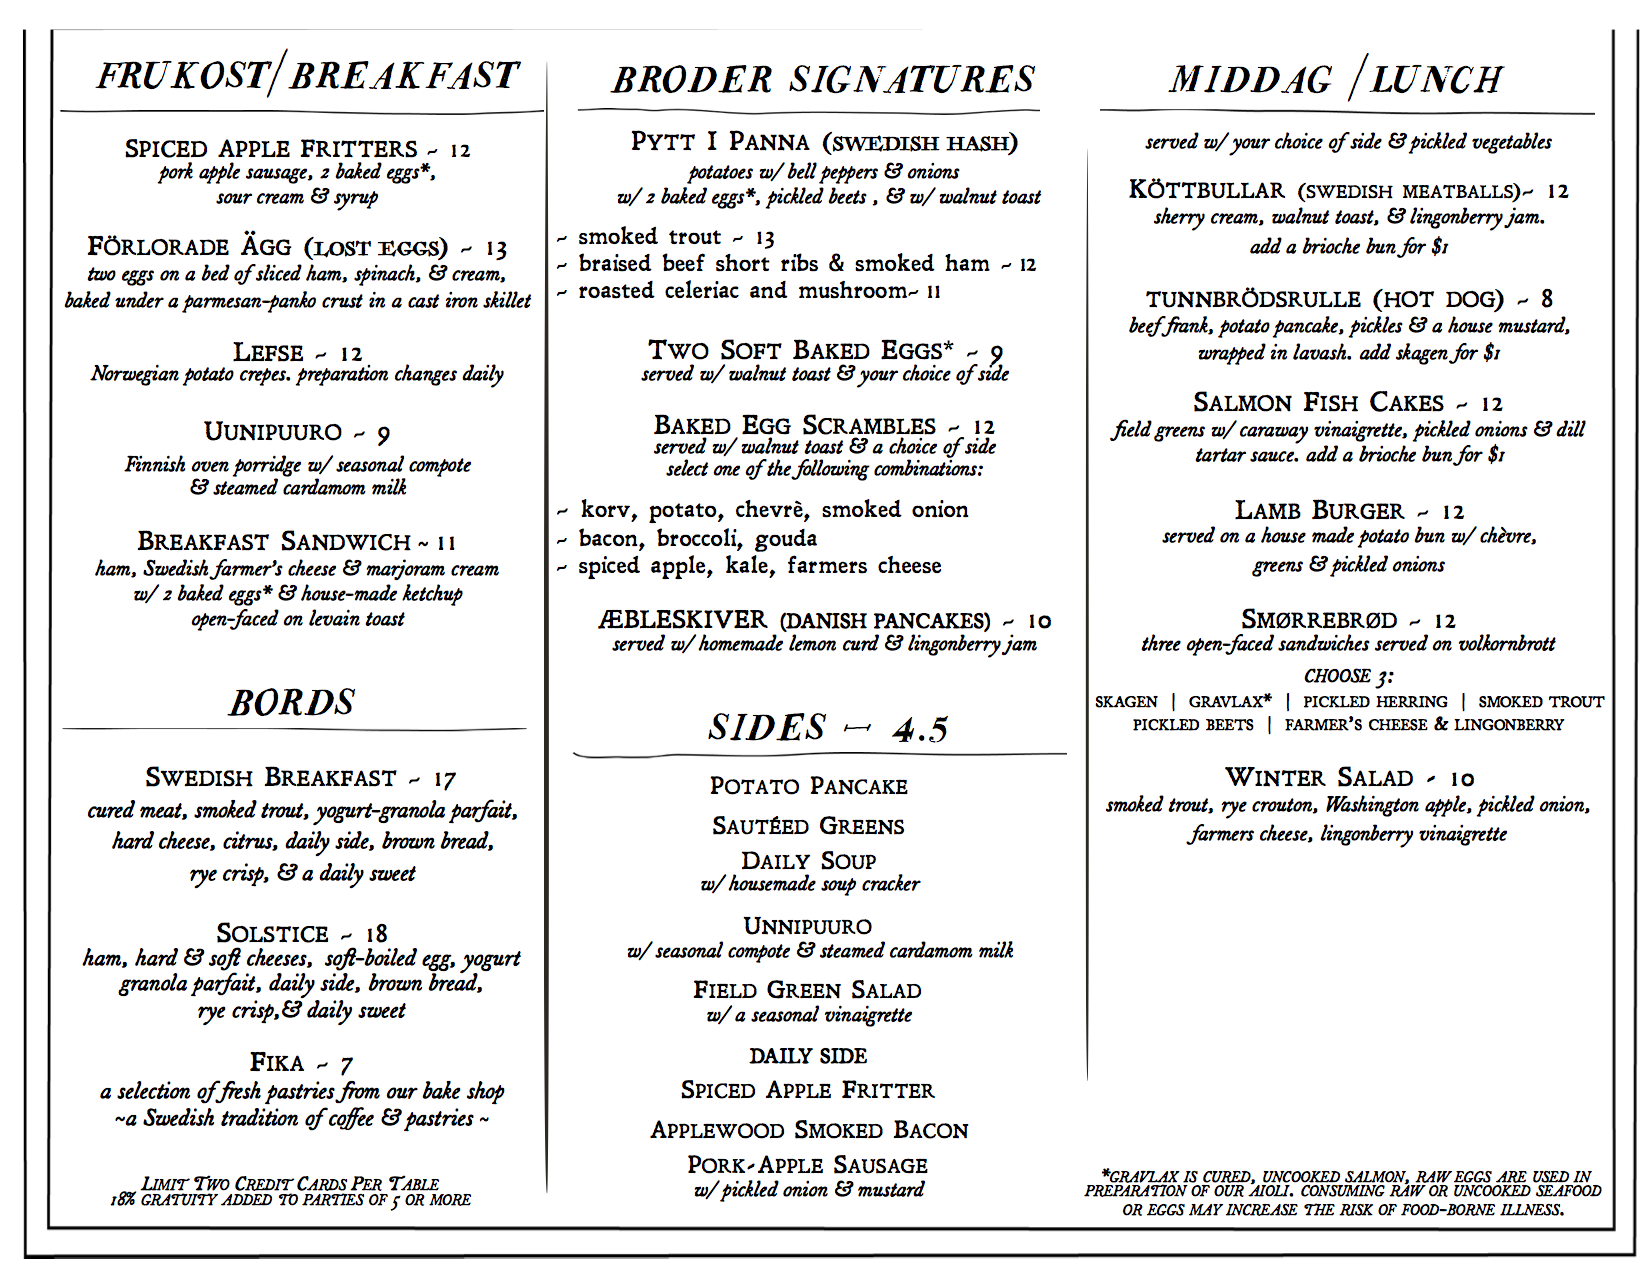 FRUKOST/BREAKFAST
SPICED APPLE FRITTERS ~ 12
pork apple sausage, 2 baked eggs*,
sour cream & syrup
FÖRLORADE ÄGG (LOST EGGS) ~ 13
two eggs on a bed of sliced ham, spinach, & cream,
baked under a parmesan-panko crust in a cast iron skillet
LEFSE ~ 12
Norwegian potato crepes. preparation changes daily
UUNIPUURO ~ 9
Finnish oven porridge w/ seasonal compote
& steamed cardamom milk
BREAKFAST SANDWICH ~ 11
ham, Swedish farmer's cheese & marjoram cream
w/ 2 baked eggs* & house-made ketchup
open-faced on levain toast
BORDS
SWEDISH BREAKFAST ~ 17
cured meat, smoked trout, yogurt-granola parfait,
hard cheese, citrus, daily side, brown bread,
rye crisp, & a daily sweet
SOLSTICE ~ 18
ham, hard & soft cheeses, soft-boiled egg, yogurt
granola parfait, daily side, brown bread,
rye crisp,& daily sweet
FIKA ~ 7
a selection of fresh pastries from our bake shop
~a Swedish tradition of coffee & pastries ~
LIMIT TWO CREDIT CARDS PER TABLE
18% GRATUITY ADDED TO PARTIES OF 5 OR MORE
BRODER SIGNATURES
PYTT I PANNA (SWEDISH HASH)
potatoes w/ bell peppers & onions
w/ 2 baked eggs*, pickled beets , & w/ walnut toast
~ smoked trout ~ 13
~ braised beef short ribs & smoked ham ~ 12
~ roasted celeriac and mushroom~ 11
TWO SOFT BAKED EGGS* ~ 9
served w/ walnut toast & your choice of side
BAKED EGG SCRAMBLES ~ 12
served w/ walnut toast & a choice of side
select one of the following combinations:
~ korv, potato, chevrè, smoked onion
~ bacon, broccoli, gouda
~ spiced apple, kale, farmers cheese
ÆBLESKIVER (DANISH PANCAKES) ~ 10
served w/ homemade lemon curd & lingonberry jam
SIDES — 4.5
POTATO PANCAKE
SAUTÉED GREENS
DAILY SOUP
w/ housemade soup cracker
UNNIPUURO
w/ seasonal compote & steamed cardamom milk
FIELD GREEN SALAD
w/ a seasonal vinaigrette
DAILY SIDE
SPICED APPLE FRITTER
APPLEWOOD SMOKED BACON
PORK-APPLE SAUSAGE
w/ pickled onion & mustard
MIDDAG /LUNCH
served w/ your choice of side & pickled vegetables
KÖTTBULLAR (SWEDISH MEATBALLS)~ 12
sherry cream, walnut toast, & lingonberry jam.
add a brioche bun for $1
TUNNBRÖDSRULLE (HOT DOG) ~ 8
beef frank, potato pancake, pickles & a house mustard,
wrapped in lavash. add skagen for $1
SALMON FISH CAKES ~ 12
field greens w/ caraway vinaigrette, pickled onions & dill
tartar sauce. add a brioche bun for $1
LAMB BURGER ~ 12
served on a house made potato bun w/ chèvre,
greens & pickled onions
SMØRREBRØD ~ 12
three open-faced sandwiches served on volkornbrott
CHOOSE 3:
SKAGEN | GRAVLAX* | PICKLED HERRING | SMOKED TROUT
PICKLED BEETS | FARMER'S CHEESE & LINGONBERRY
WINTER SALAD - 10
smoked trout, rye crouton, Washington apple, pickled onion,
farmers cheese, lingonberry vinaigrette
*GRAVLAX IS CURED, UNCOOKED SALMON, RAW EGGS ARE USED IN
PREPARATION OF OUR AIOLI. CONSUMING RAW OR UNCOOKED SEAFOOD
OR EGGS MAY INCREASE THE RISK OF FOOD-BORNE ILLNESS.